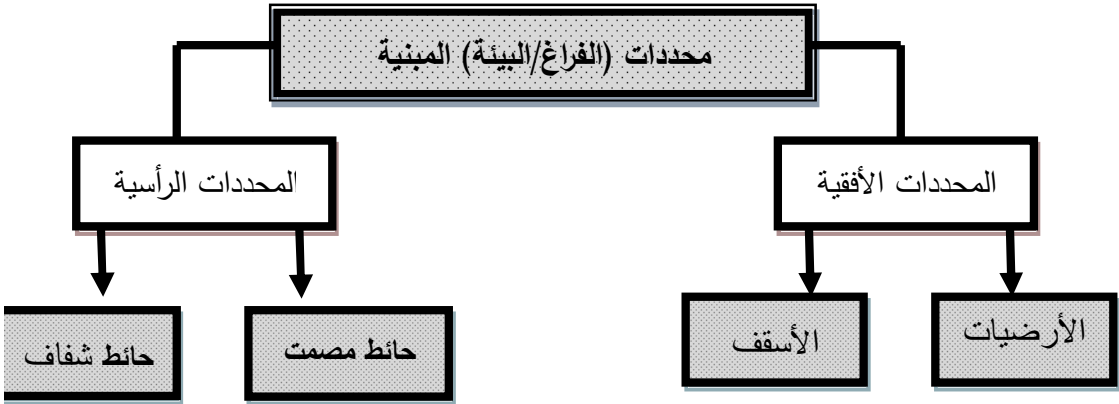 محددات (الفراغ/البيئة) المبنية
المحددات الأفقية
المحددات الرأسية
الأرضيات
الأسقف
حائط مصمت
حائط شفاف